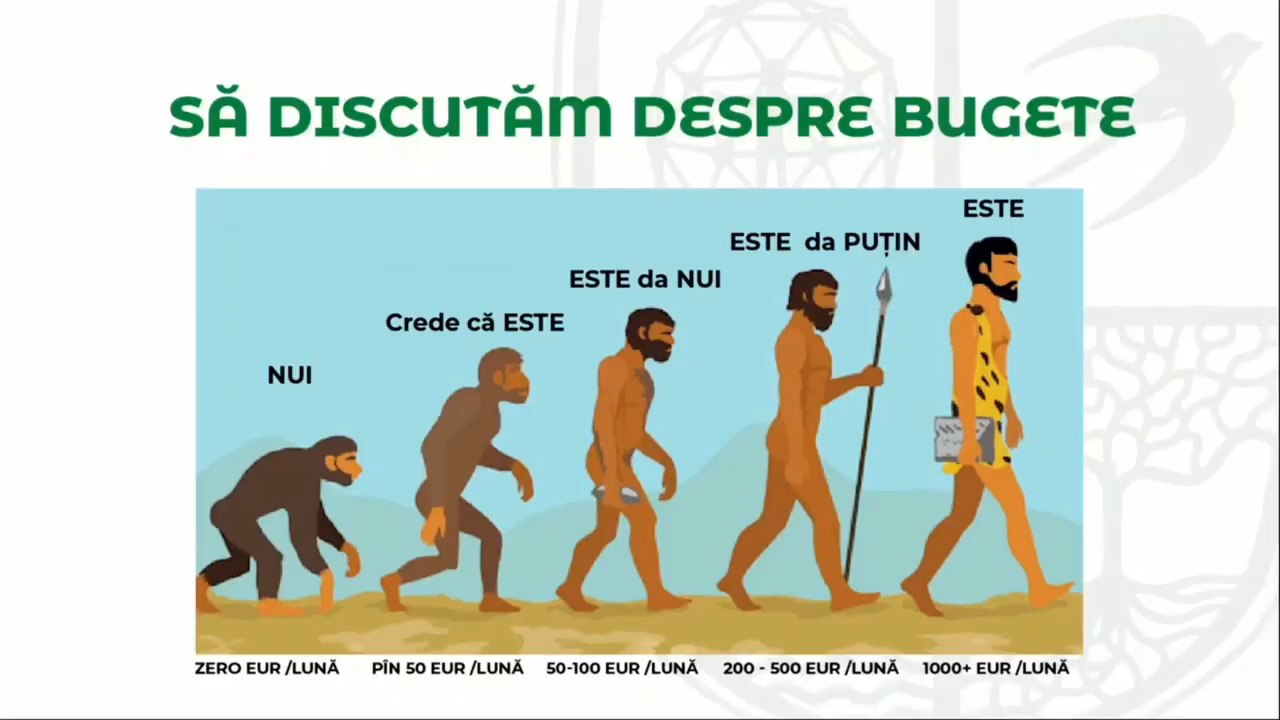 SĂ DISCUTĂM DESPRE BUGETE
NUI
Crede că ESTE
ESTE da NUI
ESTE da PUȚIN
ESTE
ZERO EUR /LUNĂ
PÎN 50 EUR /LUNĂ
50-100 EUR /LUNĂ
200 - 500 EUR /LUNĂ
1000+ EUR /LUNĂ